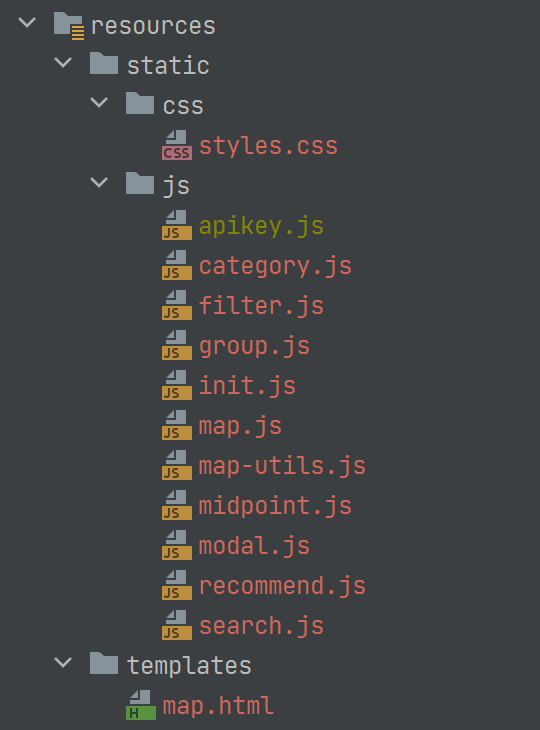 resources
static
css
CSS styles.css
js
JS apikey.js
JS category.js
JS filter.js
JS group.js
JS init.js
JS map.js
JS map-utils.js
JS midpoint.js
JS modal.js
JS recommend.js
JS search.js
templates
H map.html